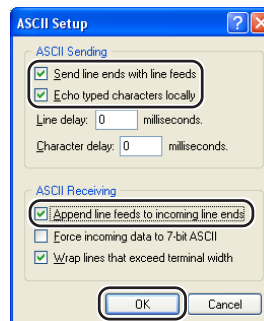 ASCII Setup
ASCII Sending
Send line ends with line feeds
Echo typed characters locally
Line delay: 0 milliseconds.
Character delay: 0 milliseconds.
ASCII Receiving
Append line feeds to incoming line ends
Force incoming data to 7-bit ASCII
Wrap lines that exceed terminal width
OK Cancel